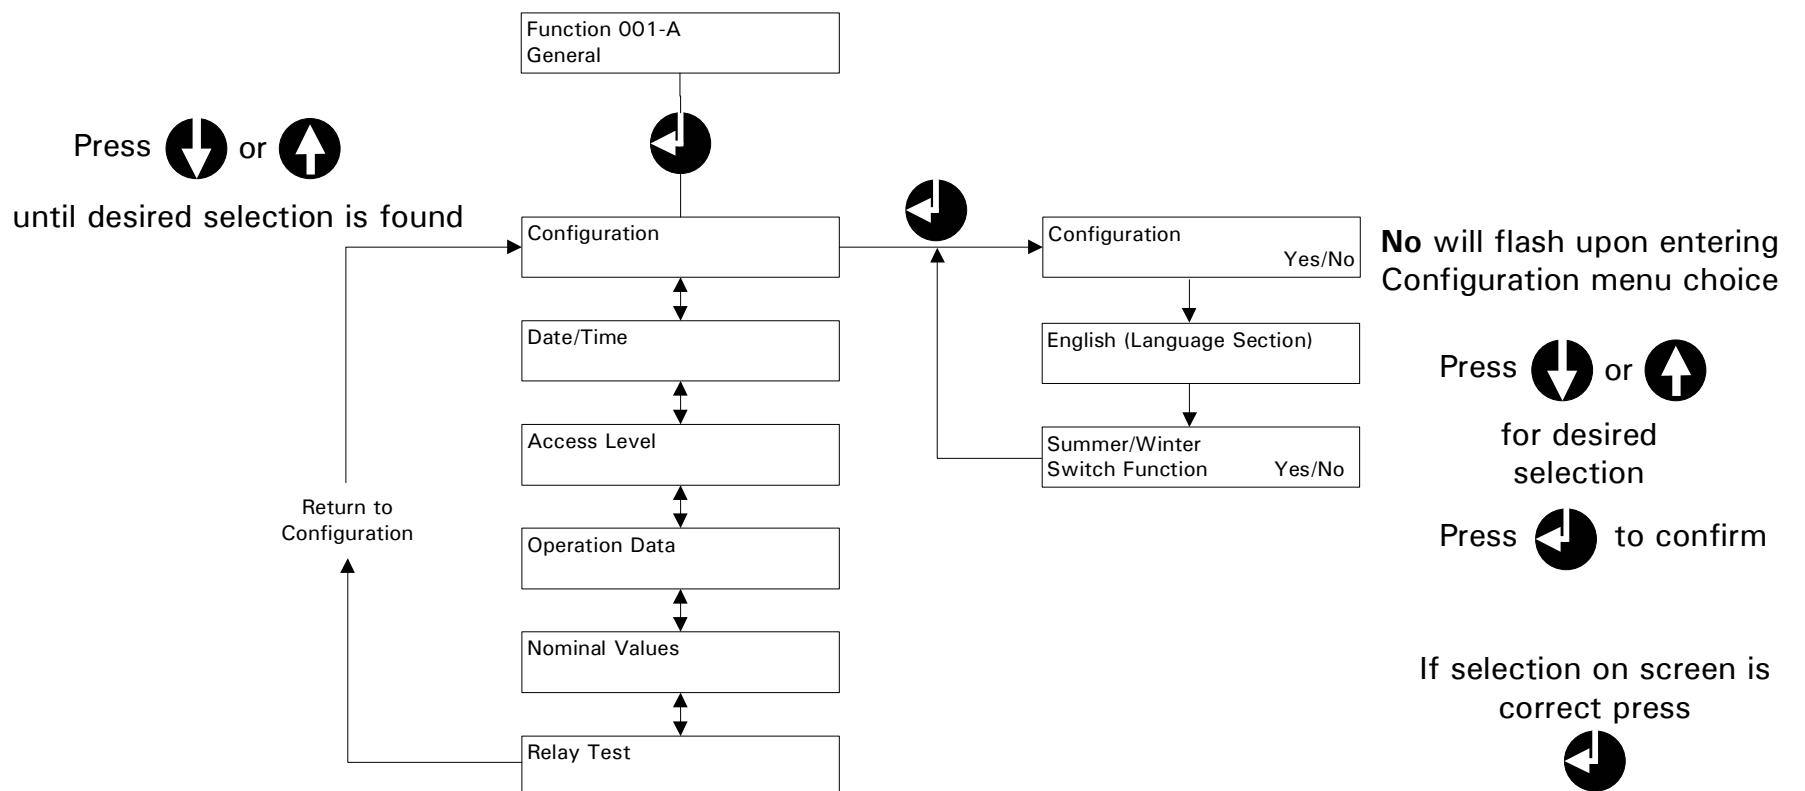 Function 001-A
General
Press or
until desired selection is found
Configuration
Date/Time
Access Level
Operation Data
Nominal Values
Relay Test
Return to
Configuration
Configuration
Yes/No
English (Language Section)
Summer/Winter
Switch Function Yes/No
No will flash upon entering
Configuration menu choice
Press or
for desired
selection
Press to confirm
If selection on screen is
correct press